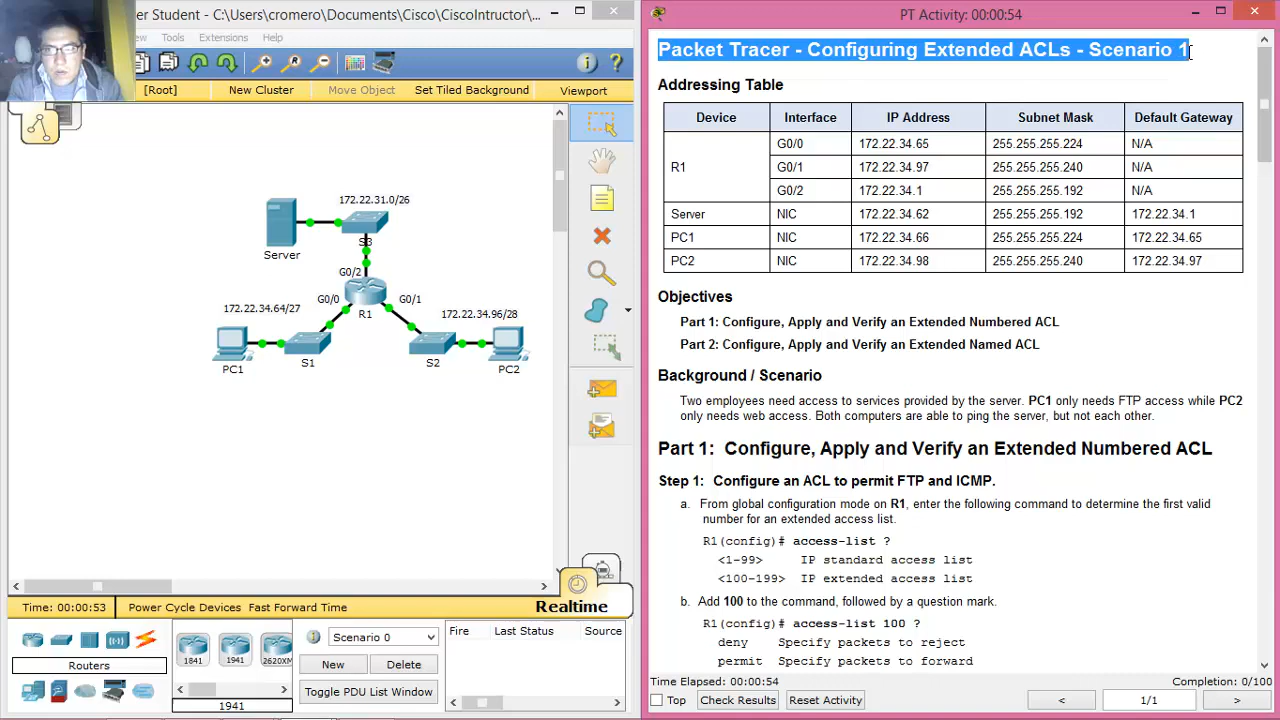 er Student - C:\Users\cromero\Documents\Cisco\CiscoIntructor\...
ew Tools Extensions Help
[Root] New Cluster Move Object Set Tiled Background Viewport
172.22.31.0/26
S3
Server
G0/2
172.22.34.64/27
G0/0
G0/1
R1
172.22.34.96/28
PC1
S1
S2
PC2
Realtime
Time: 00:00:53 Power Cycle Devices Fast Forward Time
Routers
1841
1941
2620XM
1941
Scenario 0
New
Delete
Toggle PDU List Window
Fire Last Status Source
PT Activity: 00:00:54
Packet Tracer - Configuring Extended ACLs - Scenario 1
Addressing Table
Device Interface IP Address Subnet Mask Default Gateway
R1 G0/0 172.22.34.65 255.255.255.224 N/A
G0/1 172.22.34.97 255.255.255.240 N/A
G0/2 172.22.34.1 255.255.255.192 N/A
Server NIC 172.22.34.62 255.255.255.192 172.22.34.1
PC1 NIC 172.22.34.66 255.255.255.224 172.22.34.65
PC2 NIC 172.22.34.98 255.255.255.240 172.22.34.97
Objectives
Part 1: Configure, Apply and Verify an Extended Numbered ACL
Part 2: Configure, Apply and Verify an Extended Named ACL
Background / Scenario
Two employees need access to services provided by the server. PC1 only needs FTP access while PC2
only needs web access. Both computers are able to ping the server, but not each other.
Part 1: Configure, Apply and Verify an Extended Numbered ACL
Step 1: Configure an ACL to permit FTP and ICMP.
a. From global configuration mode on R1, enter the following command to determine the first valid
number for an extended access list.
R1(config)# access-list ?
<1-99> IP standard access list
<100-199> IP extended access list
b. Add 100 to the command, followed by a question mark.
R1(config)# access-list 100 ?
deny Specify packets to reject
permit Specify packets to forward
Time Elapsed: 00:00:54 Completion: 0/100
Top Check Results Reset Activity < 1/1 >